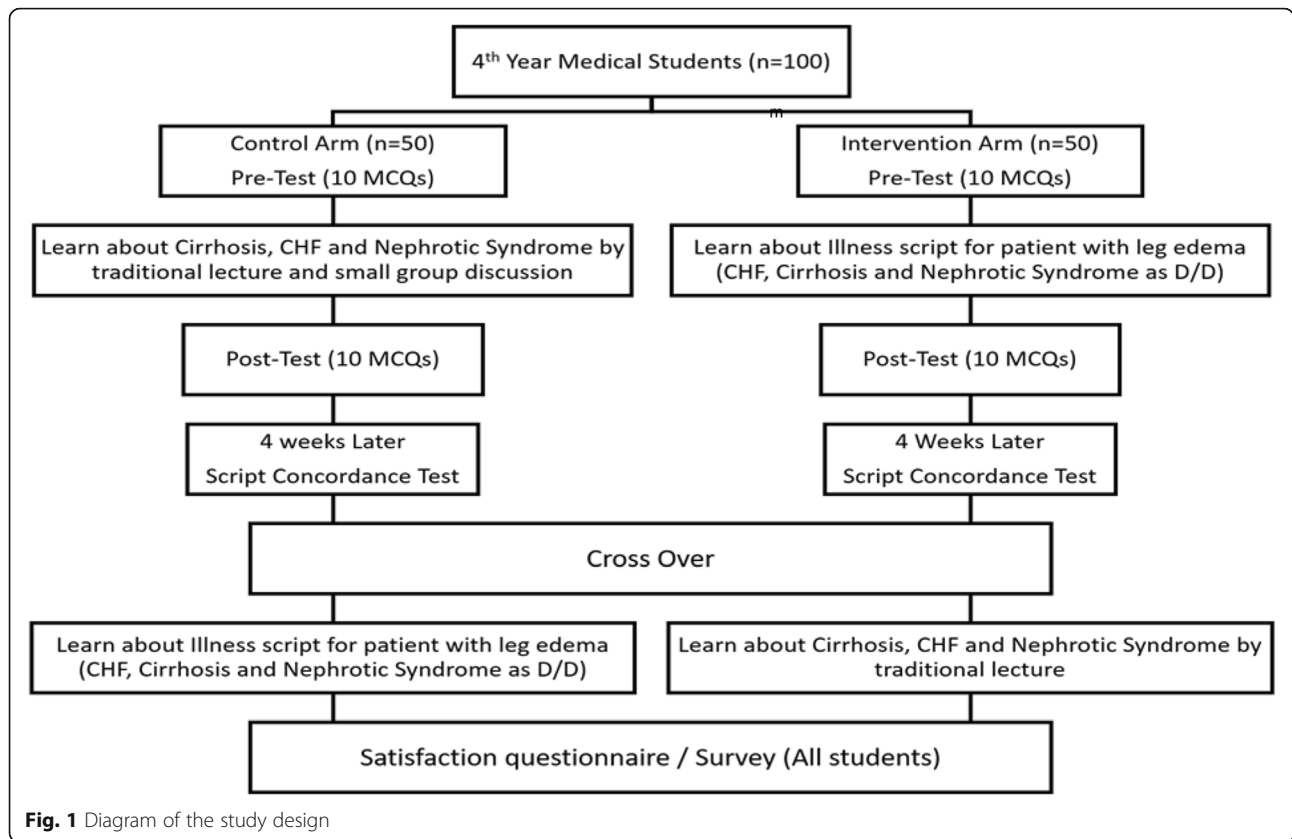 4th Year Medical Students (n=100)
m
Control Arm (n=50)
Pre-Test (10 MCQs)
Intervention Arm (n=50)
Pre-Test (10 MCQs)
Learn about Cirrhosis, CHF and Nephrotic Syndrome by
traditional lecture and small group discussion
Learn about Illness script for patient with leg edema
(CHF, Cirrhosis and Nephrotic Syndrome as D/D)
Post-Test (10 MCQs)
Post-Test (10 MCQs)
4 weeks Later
Script Concordance Test
4 Weeks Later
Script Concordance Test
Cross Over
Learn about Illness script for patient with leg edema
(CHF, Cirrhosis and Nephrotic Syndrome as D/D)
Learn about Cirrhosis, CHF and Nephrotic Syndrome by
traditional lecture
Satisfaction questionnaire / Survey (All students)
Fig. 1 Diagram of the study design